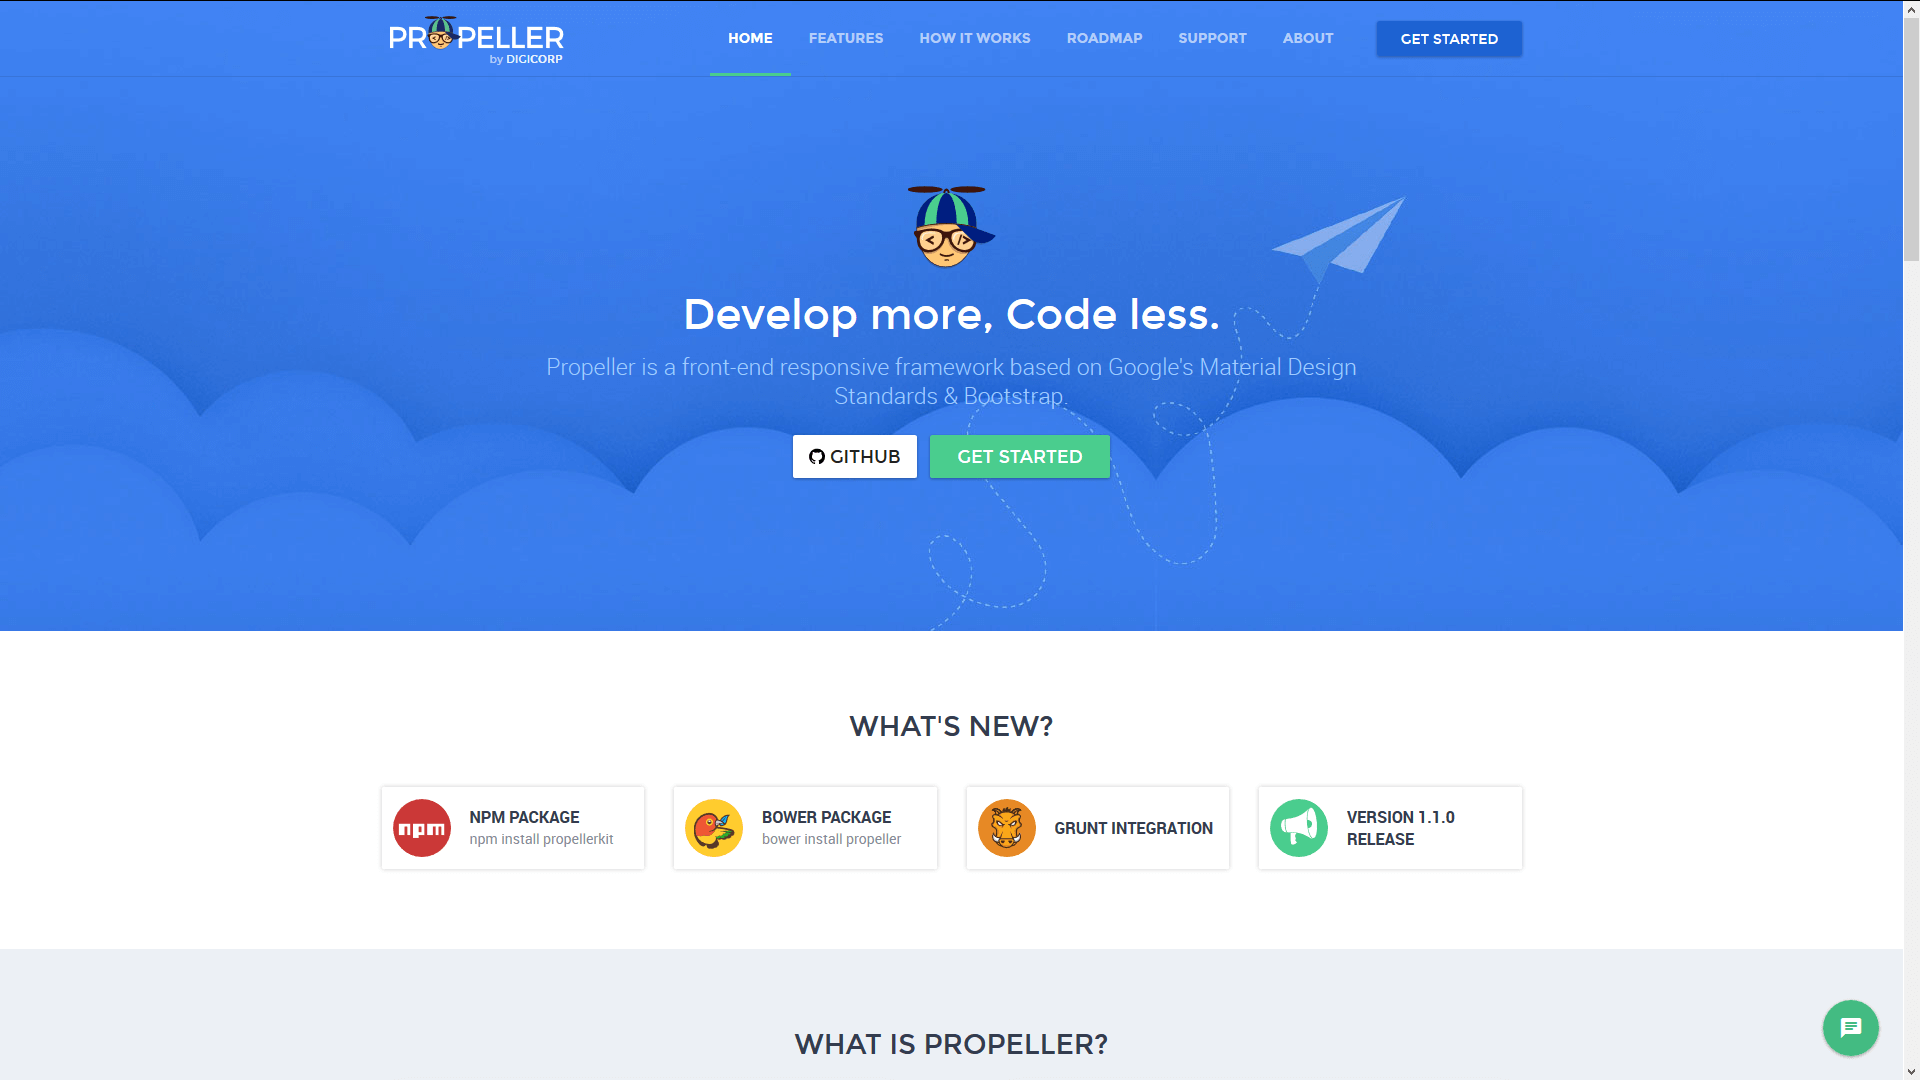 PROPELLER
by DIGICORP
HOME
FEATURES
HOW IT WORKS
ROADMAP
SUPPORT
ABOUT
GET STARTED
Develop more, Code less.
Propeller is a front-end responsive framework based on Google's Material Design
Standards & Bootstrap.
GITHUB
GET STARTED
WHAT'S NEW?
npm
NPM PACKAGE
npm install propellerkit
BOWER PACKAGE
bower install propeller
GRUNT INTEGRATION
VERSION 1.1.0
RELEASE
WHAT IS PROPELLER?